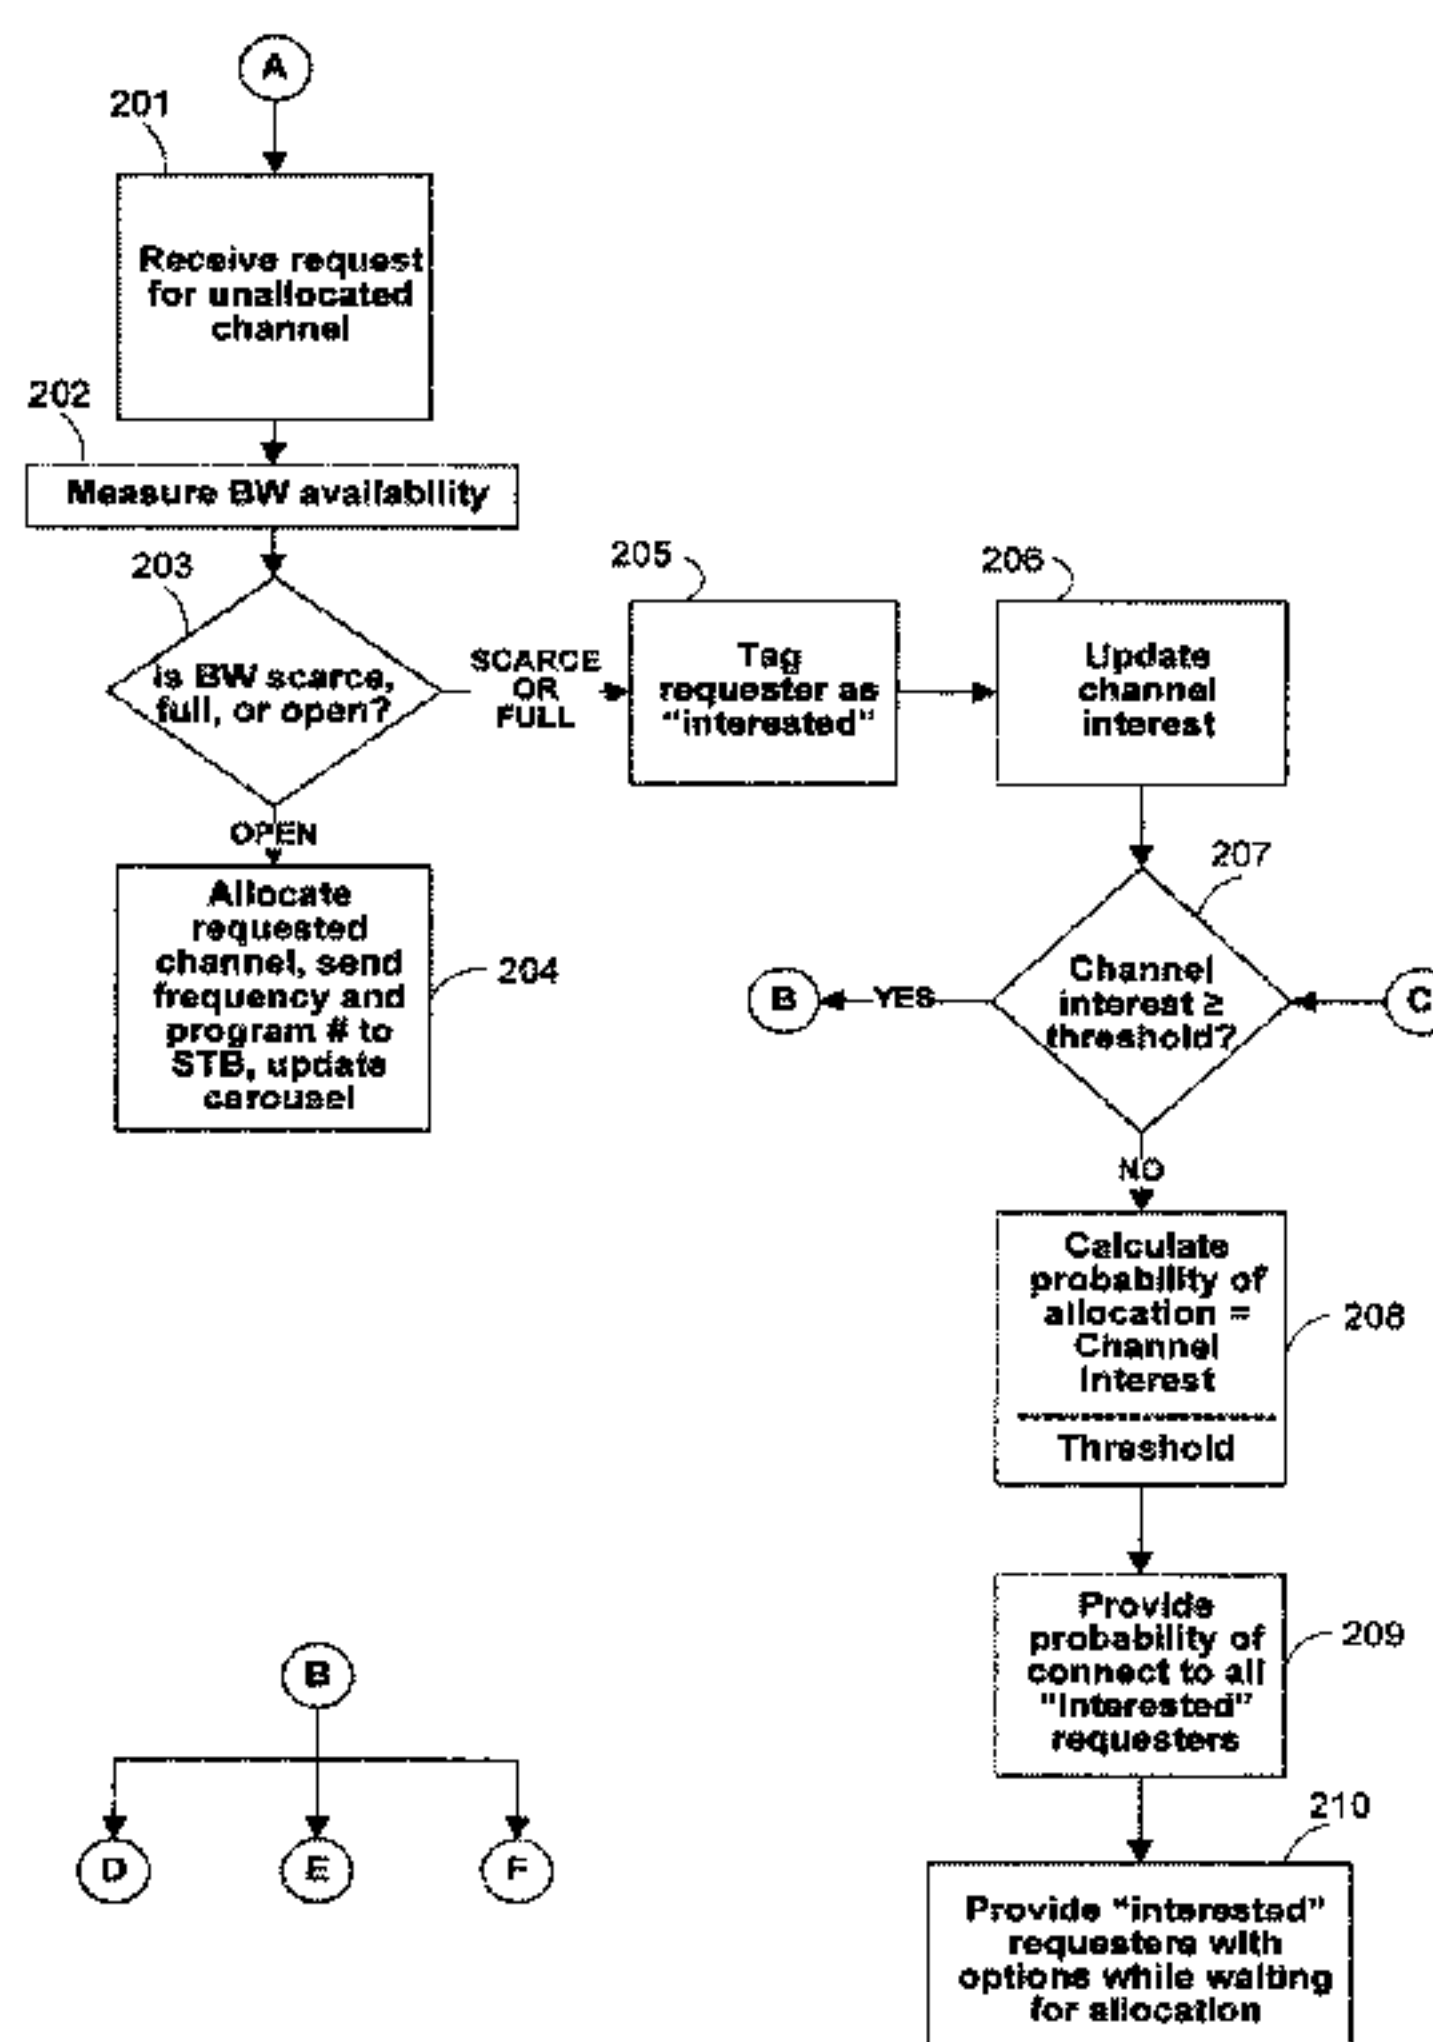 A
201
Receive request
for unallocated
channel
202
Measure BW availability
203
Is BW scarce,
full, or open?
SCARCE
OR
FULL
OPEN
Allocate
requested
channel, send
frequency and
program # to
STB, update
carousel
204
205
Tag
requester as
"interested"
206
Update
channel
interest
207
Channel
interest ≥
threshold?
YES
B
C
NO
Calculate
probability of
allocation =
Channel
Interest
Threshold
208
Provide
probability of
connect to all
"Interested"
requesters
209
210
Provide "interested"
requesters with
options while waiting
for allocation
B
D
E
F